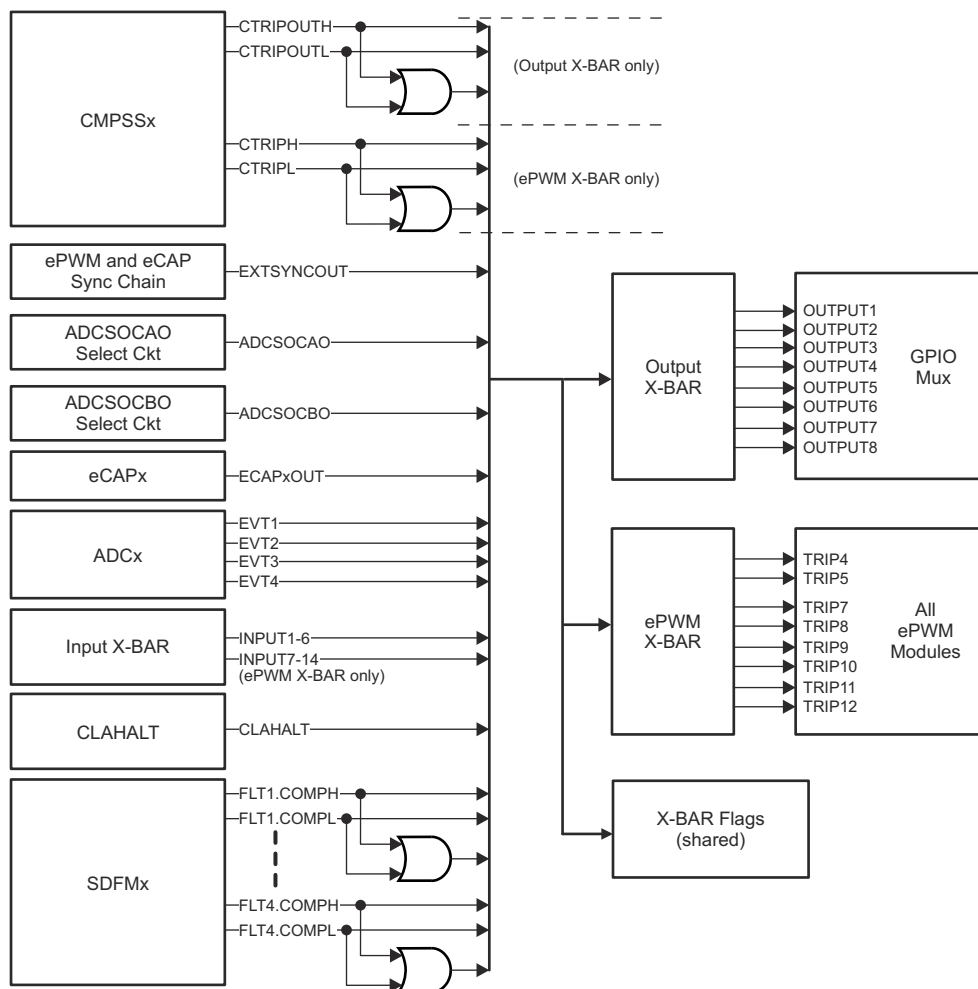 CMPSSx
CTRIPOUTH
CTRIPOUTL
(Output X-BAR only)
CTRIPH
CTRIPL
(ePWM X-BAR only)
ePWM and eCAP
Sync Chain
EXTSYNCOUT
ADCSOCAO
Select Ckt
ADCSOCAO
ADCSOCBO
Select Ckt
ADCSOCBO
eCAPx
ECAPxOUT
ADCx
EVT1
EVT2
EVT3
EVT4
Input X-BAR
INPUT1-6
INPUT7-14
(ePWM X-BAR only)
CLAHALT
CLAHALT
SDFMx
FLT1.COMPH
FLT1.COMPL
FLT4.COMPH
FLT4.COMPL
Output
X-BAR
OUTPUT1
OUTPUT2
OUTPUT3
OUTPUT4
OUTPUT5
OUTPUT6
OUTPUT7
OUTPUT8
GPIO
Mux
ePWM
X-BAR
TRIP4
TRIP5
TRIP7
TRIP8
TRIP9
TRIP10
TRIP11
TRIP12
All
ePWM
Modules
X-BAR Flags
(shared)